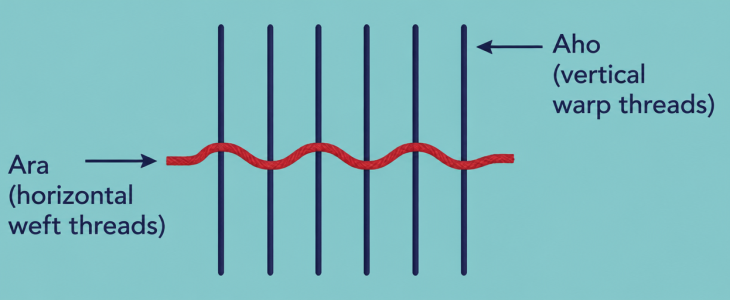 Aho
(vertical
warp threads)
Ara
(horizontal
weft threads)